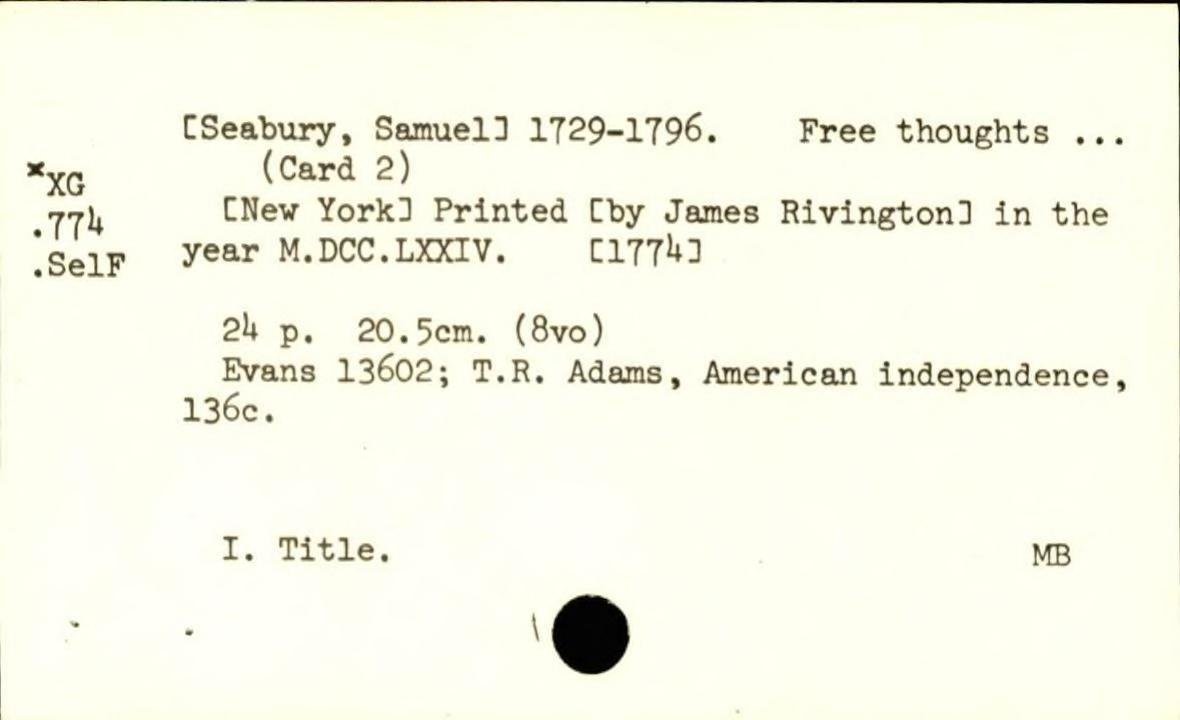 [Seabury, Samuel] 1729-1796. Free thoughts ...
(Card 2)
*XG
.774
.SelF
[New York] Printed [by James Rivington] in the
year M.DCC.LXXIV. [1774]
24 p. 20.5cm. (8vo)
Evans 13602; T.R. Adams, American independence,
136c.
I. Title. MB